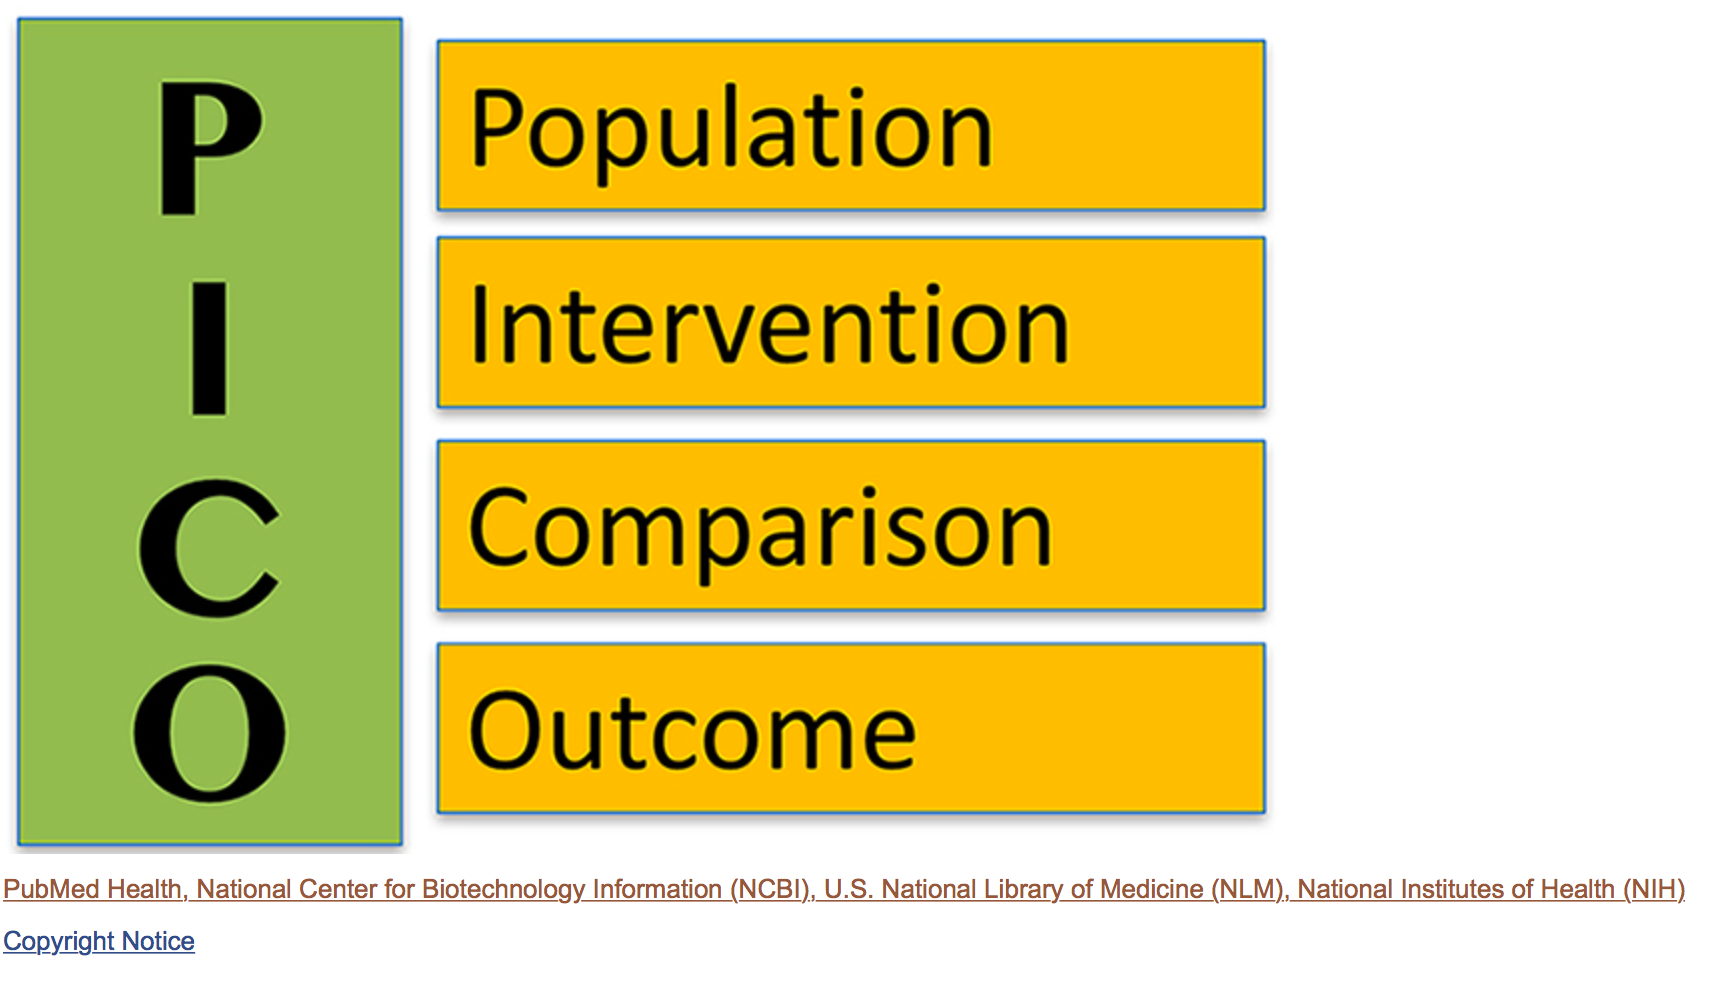 P
Population
I
Intervention
C
Comparison
O
Outcome
PubMed Health, National Center for Biotechnology Information (NCBI), U.S. National Library of Medicine (NLM), National Institutes of Health (NIH)
Copyright Notice